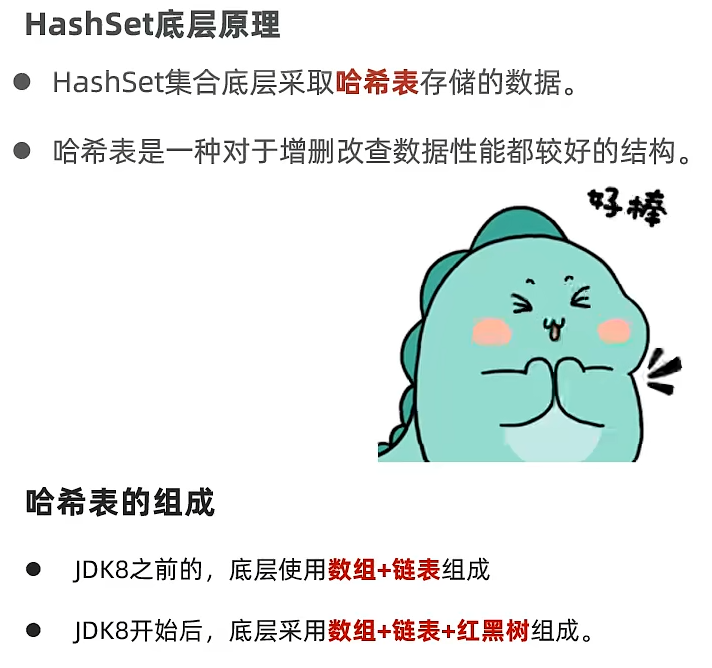 HashSet底层原理
HashSet集合底层采取哈希表存储的数据。
哈希表是一种对于增删改查数据性能都较好的结构。
好棒
哈希表的组成
JDK8之前的，底层使用数组+链表组成
JDK8开始后，底层采用数组+链表+红黑树组成。